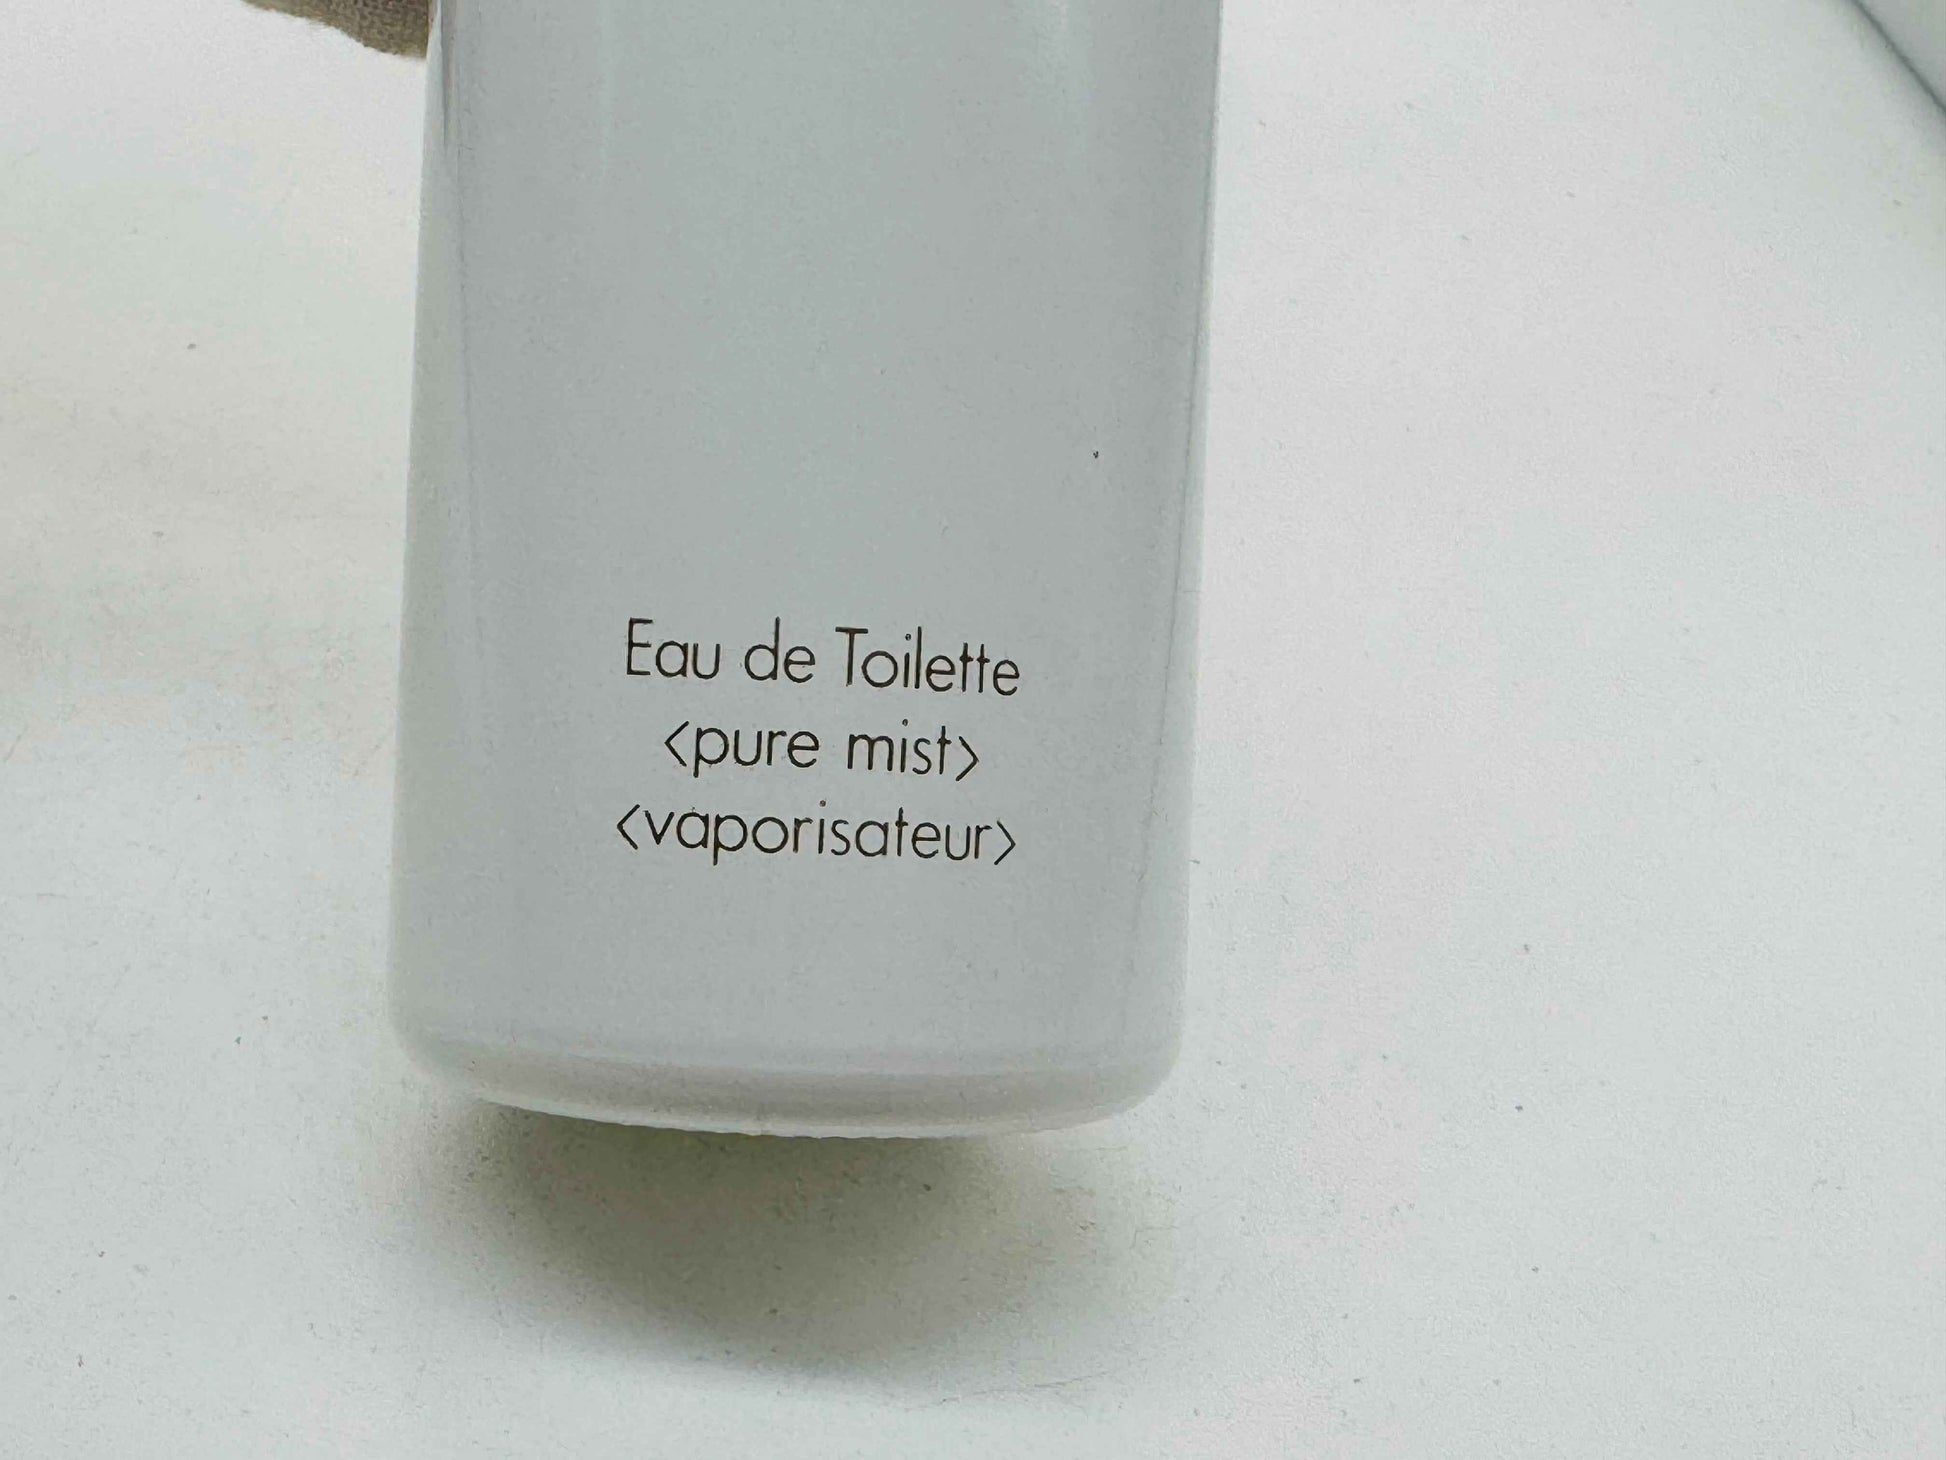 Eau de Toilette
<pure mist>
<vaporisateur>